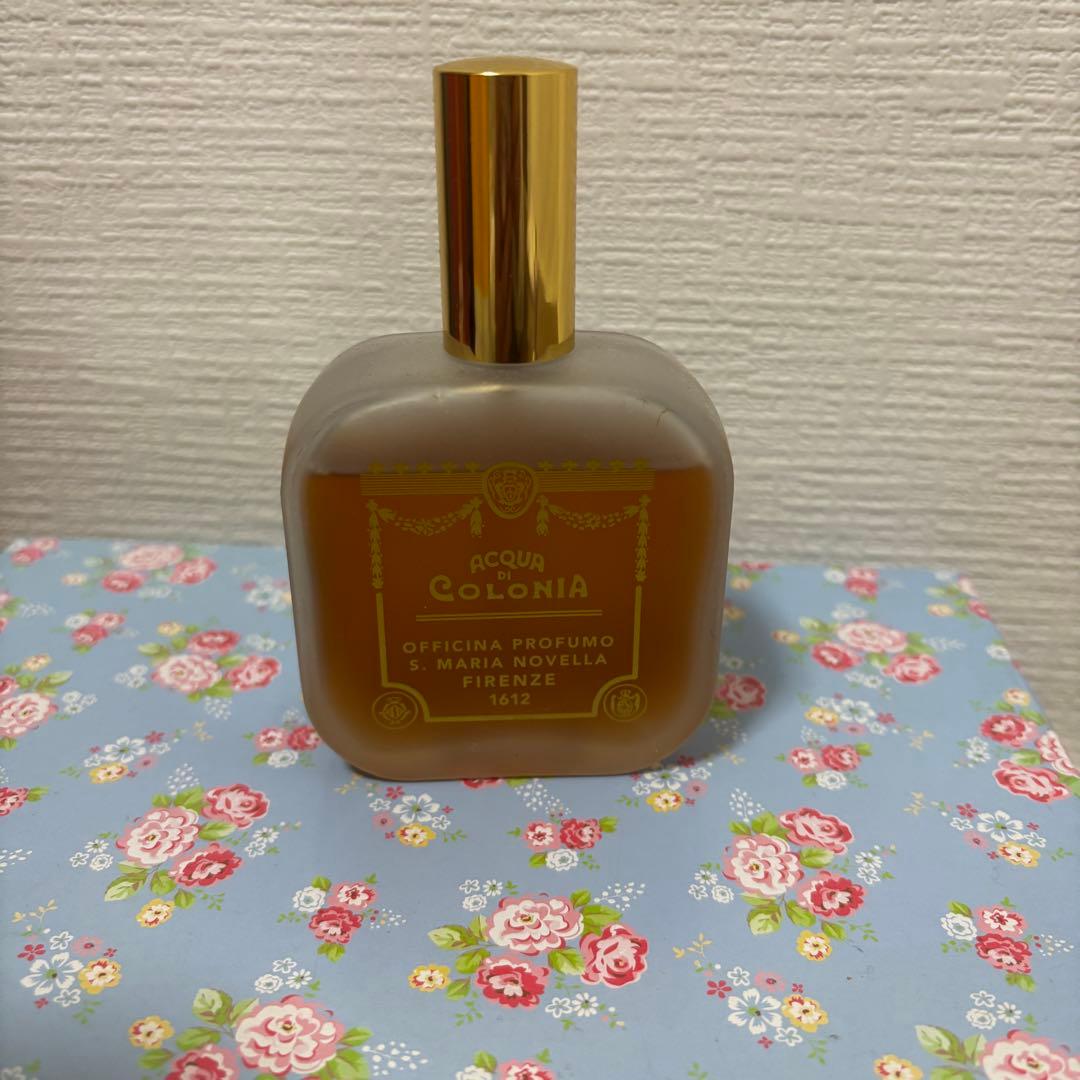 ACQUA
DI
COLONIA
OFFICINA PROFUMO
S. MARIA NOVELLA
FIRENZE
1612